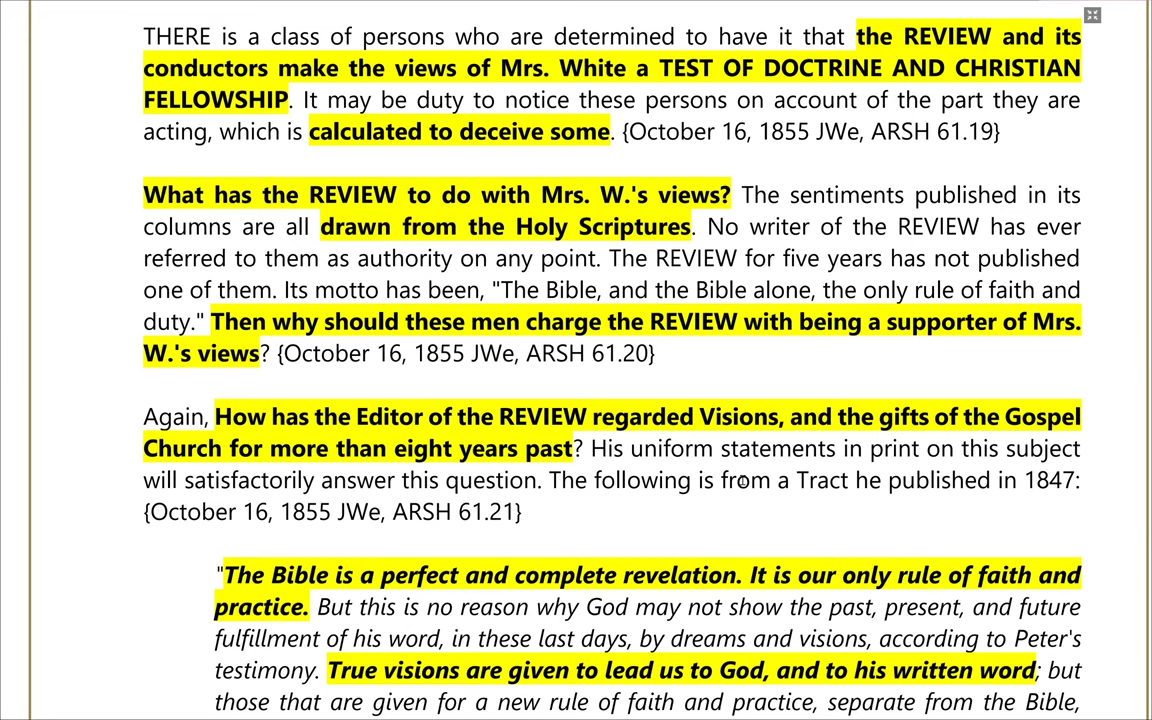 THERE is a class of persons who are determined to have it that the REVIEW and its
conductors make the views of Mrs. White a TEST OF DOCTRINE AND CHRISTIAN
FELLOWSHIP. It may be duty to notice these persons on account of the part they are
acting, which is calculated to deceive some. {October 16, 1855 JWe, ARSH 61.19}
What has the REVIEW to do with Mrs. W.'s views? The sentiments published in its
columns are all drawn from the Holy Scriptures. No writer of the REVIEW has ever
referred to them as authority on any point. The REVIEW for five years has not published
one of them. Its motto has been, "The Bible, and the Bible alone, the only rule of faith and
duty." Then why should these men charge the REVIEW with being a supporter of Mrs.
W.'s views? {October 16, 1855 JWe, ARSH 61.20}
Again, How has the Editor of the REVIEW regarded Visions, and the gifts of the Gospel
Church for more than eight years past? His uniform statements in print on this subject
will satisfactorily answer this question. The following is from a Tract he published in 1847:
{October 16, 1855 JWe, ARSH 61.21}
"The Bible is a perfect and complete revelation. It is our only rule of faith and
practice. But this is no reason why God may not show the past, present, and future
fulfillment of his word, in these last days, by dreams and visions, according to Peter's
testimony. True visions are given to lead us to God, and to his written word; but
those that are given for a new rule of faith and practice, separate from the Bible,